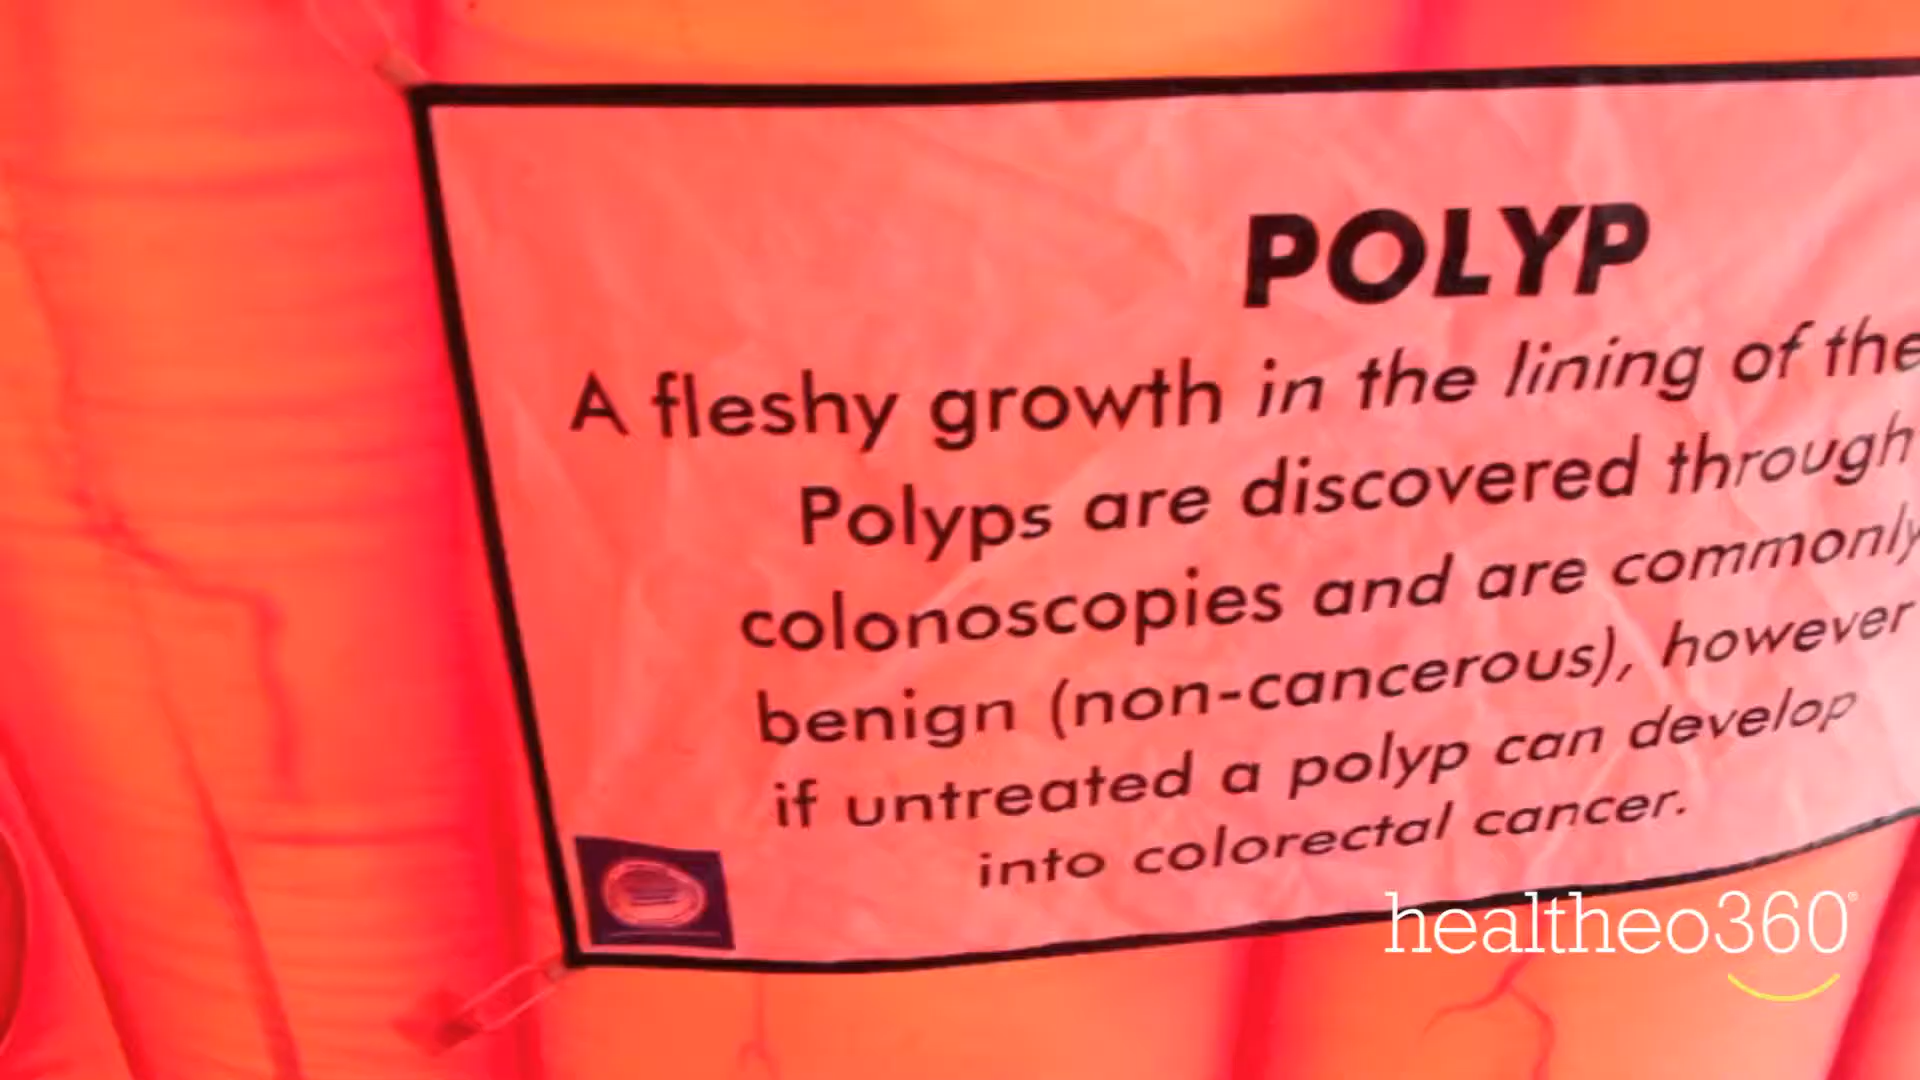 POLYP
A fleshy growth in the lining of the
Polyps are discovered through
colonoscopies and are commonly
benign (non-cancerous), however
if untreated a polyp can develop
into colorectal cancer.
healtheo360®